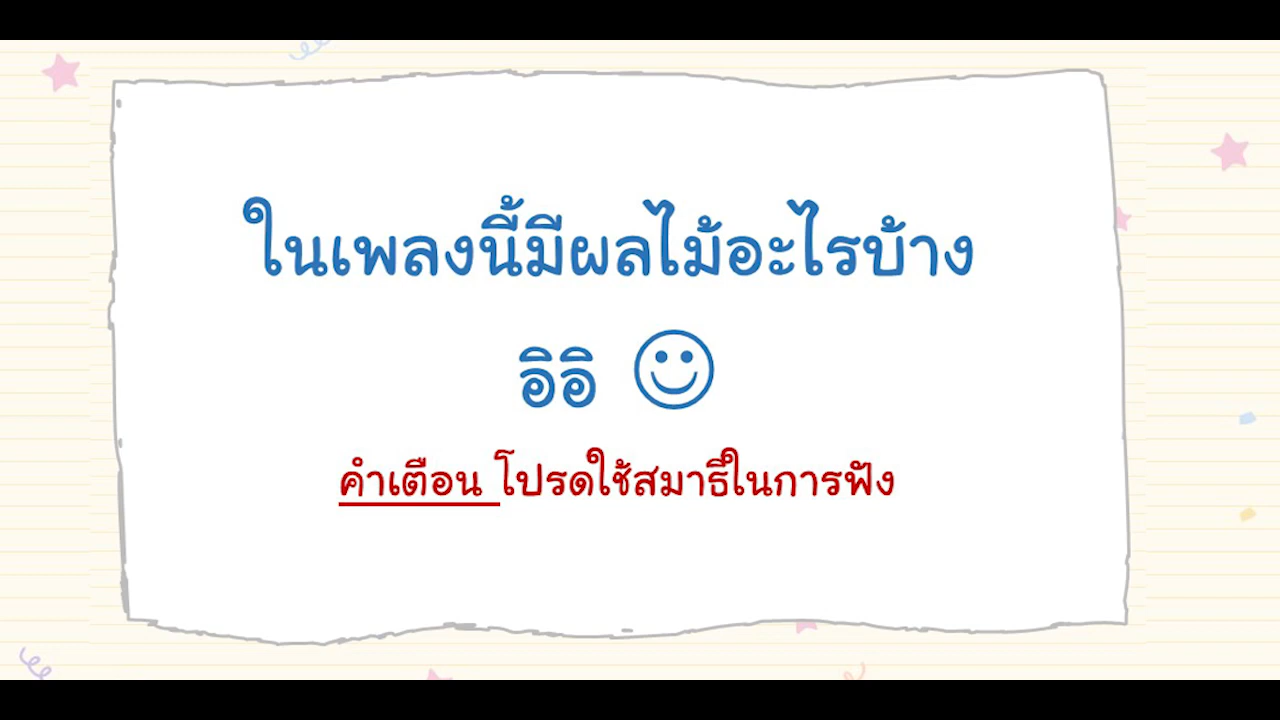 ในเพลงนี้มีผลไม้อะไรบ้าง
อิอิ ☺
คำเตือน โปรดใช้สมาธิในการฟัง